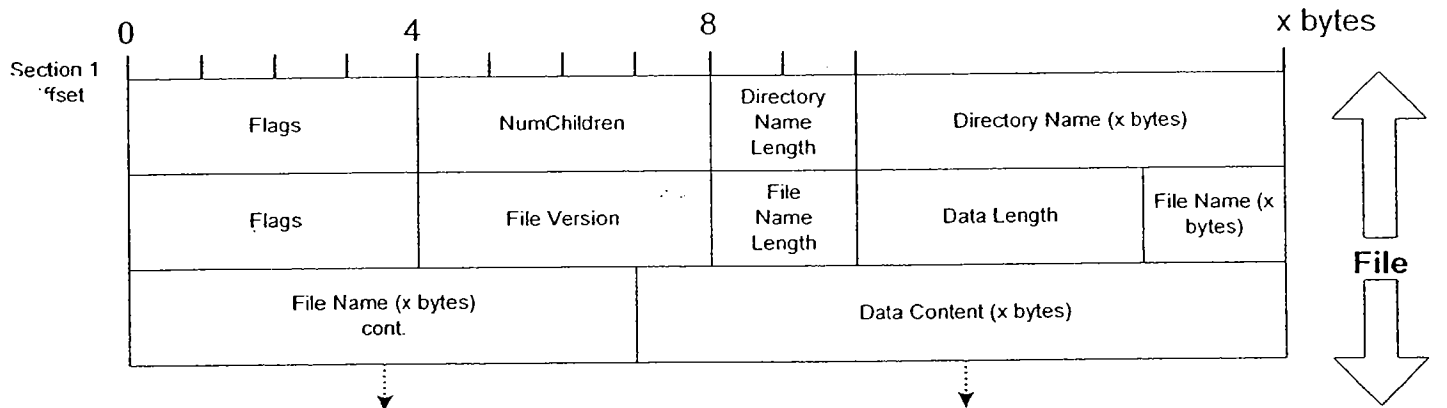 0 4 8 x bytes
Section 1
ffset
Flags NumChildren Directory Name Length Directory Name (x bytes)
Flags File Version File Name Length Data Length File Name (x bytes)
File
File Name (x bytes) cont. Data Content (x bytes)